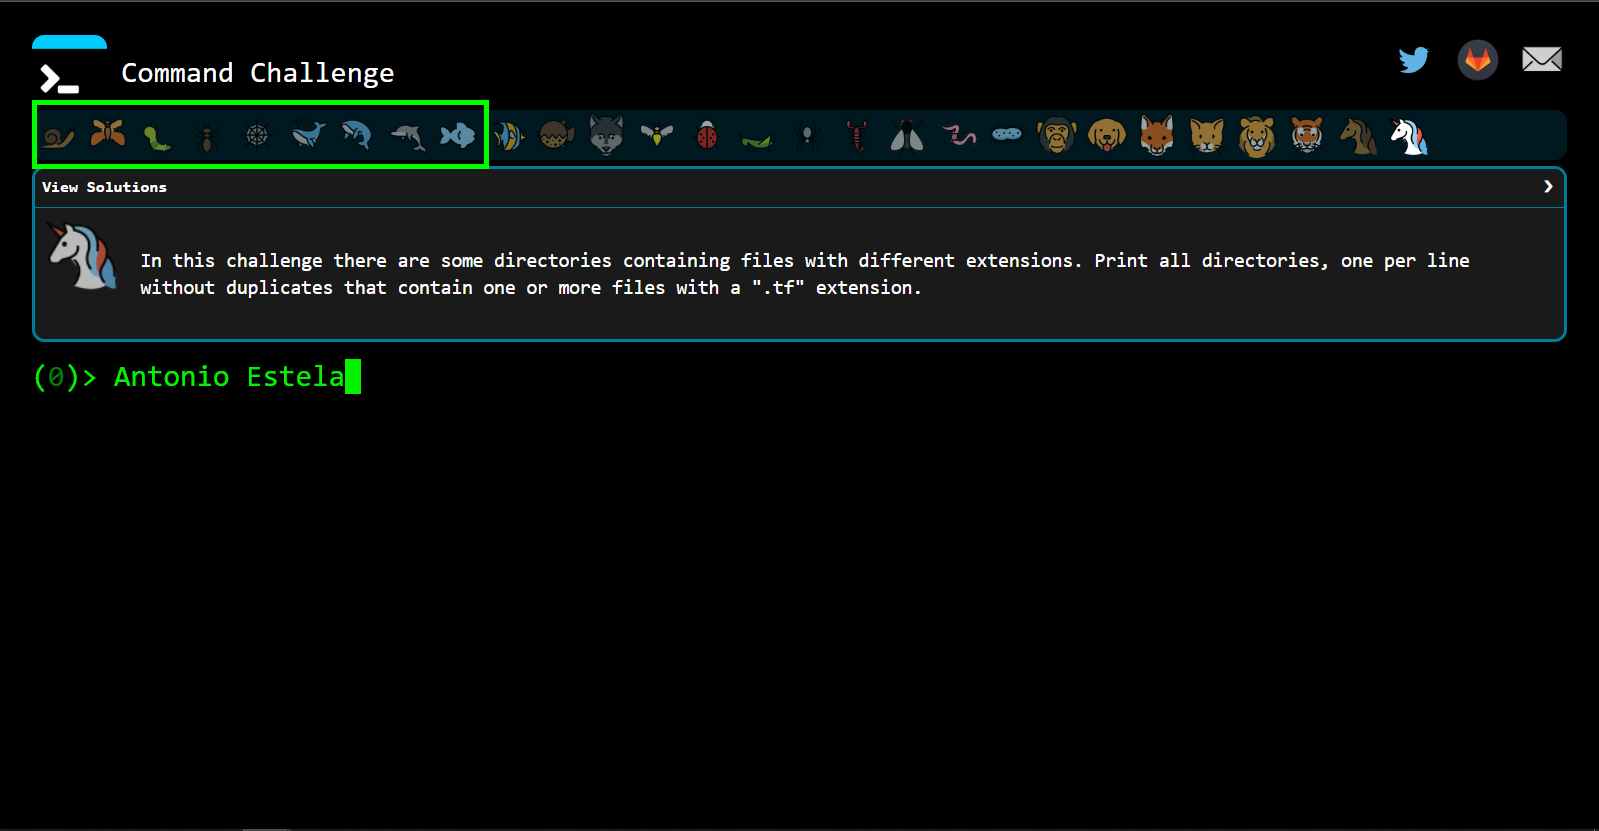 Command Challenge
View Solutions
In this challenge there are some directories containing files with different extensions. Print all directories, one per line
without duplicates that contain one or more files with a ".tf" extension.
(0)> Antonio Estela